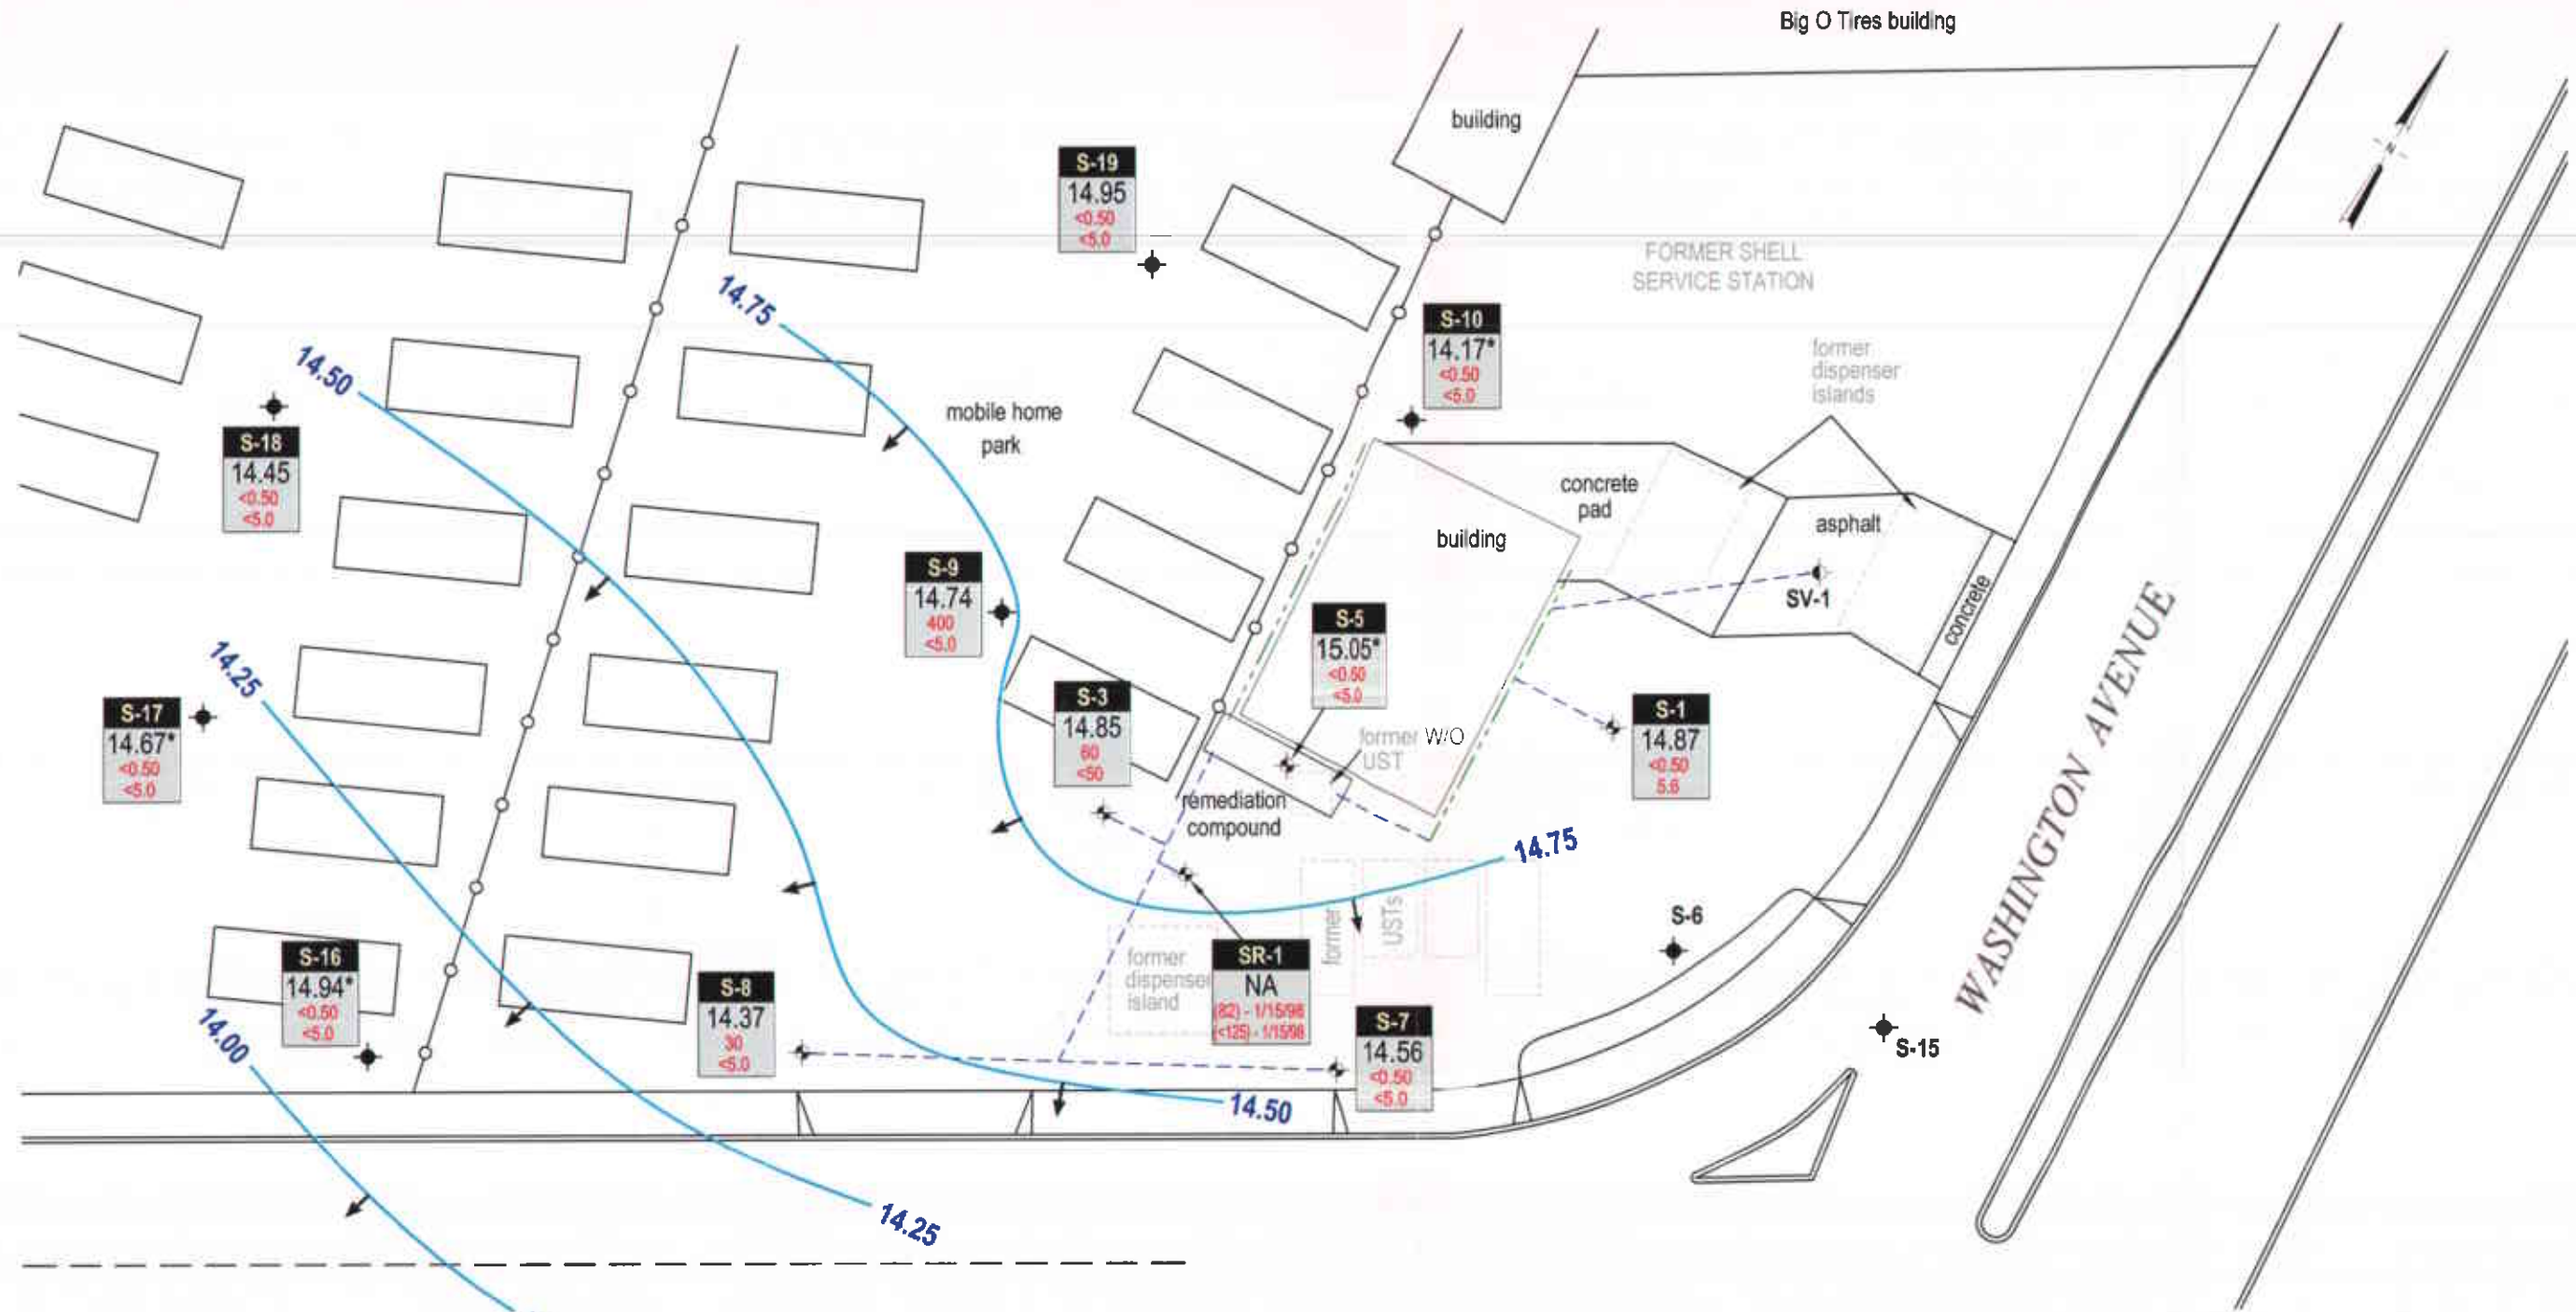 Big O Tires building
building
N
S-19
14.95
<0.50
<5.0
FORMER SHELL
SERVICE STATION
14.75
S-10
14.17*
<0.50
<5.0
14.50
former
dispenser
islands
mobile home
park
S-18
14.45
<0.50
<5.0
concrete
pad
asphalt
building
S-9
14.74
400
<5.0
SV-1
concrete
S-5
15.05*
<0.50
<5.0
14.25
S-3
14.85
60
<50
S-17
14.67*
<0.50
<5.0
S-1
14.87
<0.50
5.6
former W/O
UST
WASHINGTON AVENUE
remediation
compound
14.75
S-6
former
USTs
S-16
14.94*
<0.50
<5.0
SR-1
NA
(82) - 1/15/98
(<125) - 1/15/98
former
dispenser
island
S-8
14.37
30
<5.0
14.00
S-7
14.56
<0.50
<5.0
S-15
14.50
14.25